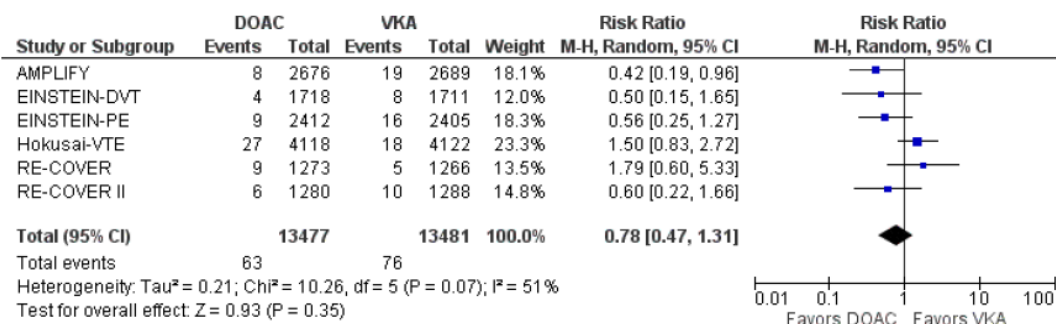 DOAC VKA Risk Ratio Risk Ratio
Study or Subgroup Events Total Events Total Weight M-H, Random, 95% CI M-H, Random, 95% CI
AMPLIFY 8 2676 19 2689 18.1% 0.42 [0.19, 0.96]
EINSTEIN-DVT 4 1718 8 1711 12.0% 0.50 [0.15, 1.65]
EINSTEIN-PE 9 2412 16 2405 18.3% 0.56 [0.25, 1.27]
Hokusai-VTE 27 4118 18 4122 23.3% 1.50 [0.83, 2.72]
RE-COVER 9 1273 5 1266 13.5% 1.79 [0.60, 5.33]
RE-COVER II 6 1280 10 1288 14.8% 0.60 [0.22, 1.66]
Total (95% CI) 13477 13481 100.0% 0.78 [0.47, 1.31]
Total events 63 76
Heterogeneity: Tau² = 0.21; Chi² = 10.26, df = 5 (P = 0.07); I² = 51%
Test for overall effect: Z = 0.93 (P = 0.35)
0.01 0.1 1 10 100
Favors DOAC Favors VKA